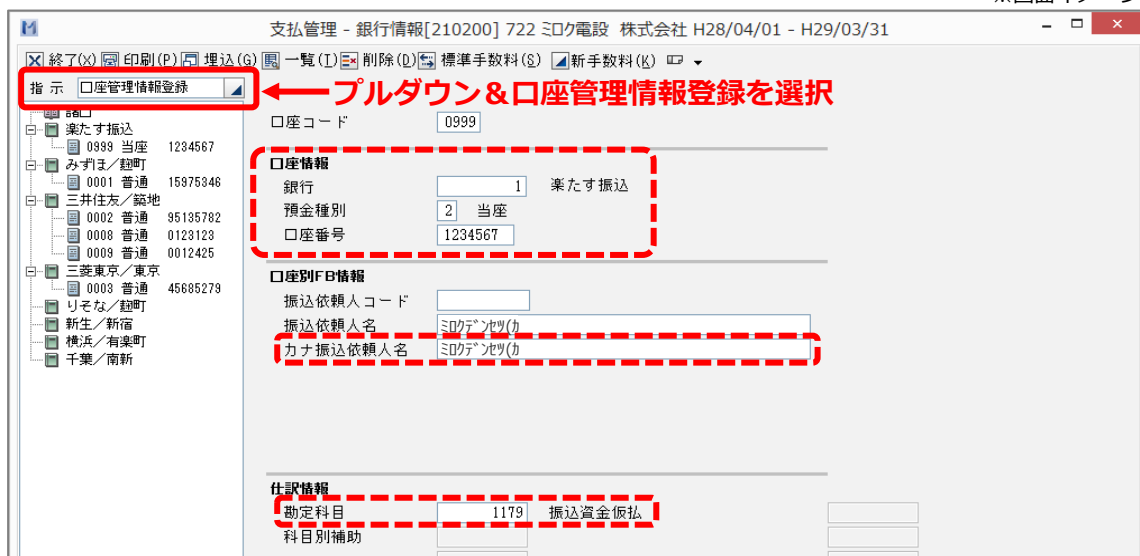 支払管理 - 銀行情報[210200] 722 ミロク電設 株式会社 H28/04/01 - H29/03/31
終了(X) 印刷(P) 埋込(G) 一覧(I) 削除(D) 標準手数料(S) 新手数料(K)
指 示 口座管理情報登録
プルダウン&口座管理情報登録を選択
諸口
楽たす振込
0999 当座 1234567
みずほ/麹町
0001 普通 15975346
三井住友/築地
0002 普通 95135782
0008 普通 0123123
0009 普通 0012425
三菱東京/東京
0003 普通 45685279
りそな/麹町
新生/新宿
横浜/有楽町
千葉/南新
口座コード 0999
口座情報
銀行 1 楽たす振込
預金種別 2 当座
口座番号 1234567
口座別FB情報
振込依頼人コード
振込依頼人名 ミロクデンセツ(カ
カナ振込依頼人名 ミロクデンセツ(カ
仕訳情報
勘定科目 1179 振込資金仮払
科目別補助